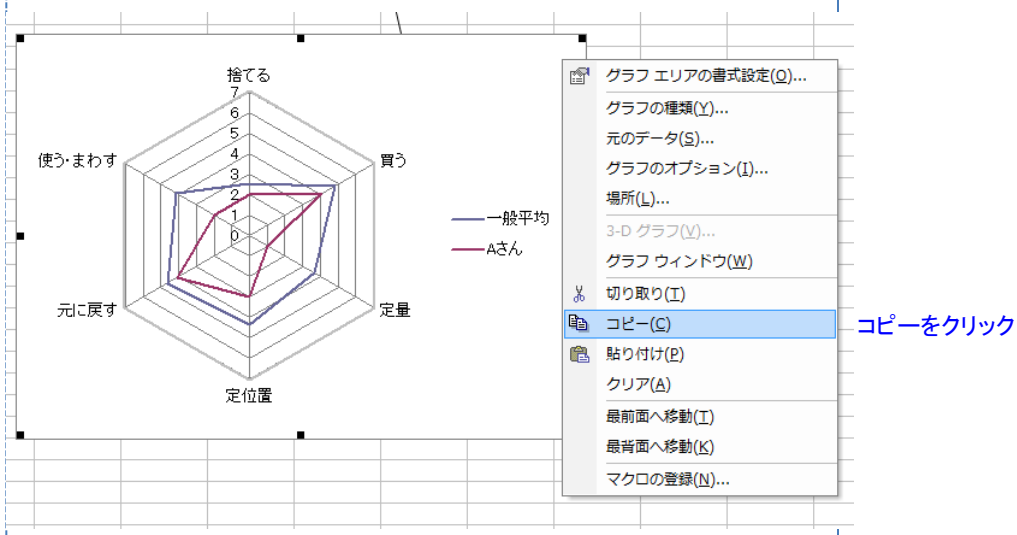 捨てる
7
6
5
4
3
2
1
0
使う・まわす
買う
元に戻す
定量
定位置
一般平均
Aさん
グラフ エリアの書式設定(O)...
グラフの種類(Y)...
元のデータ(S)...
グラフのオプション(I)...
場所(L)...
3-D グラフ(V)...
グラフ ウィンドウ(W)
切り取り(T)
コピー(C)
貼り付け(P)
クリア(A)
最前面へ移動(T)
最背面へ移動(K)
マクロの登録(N)...
コピーをクリック